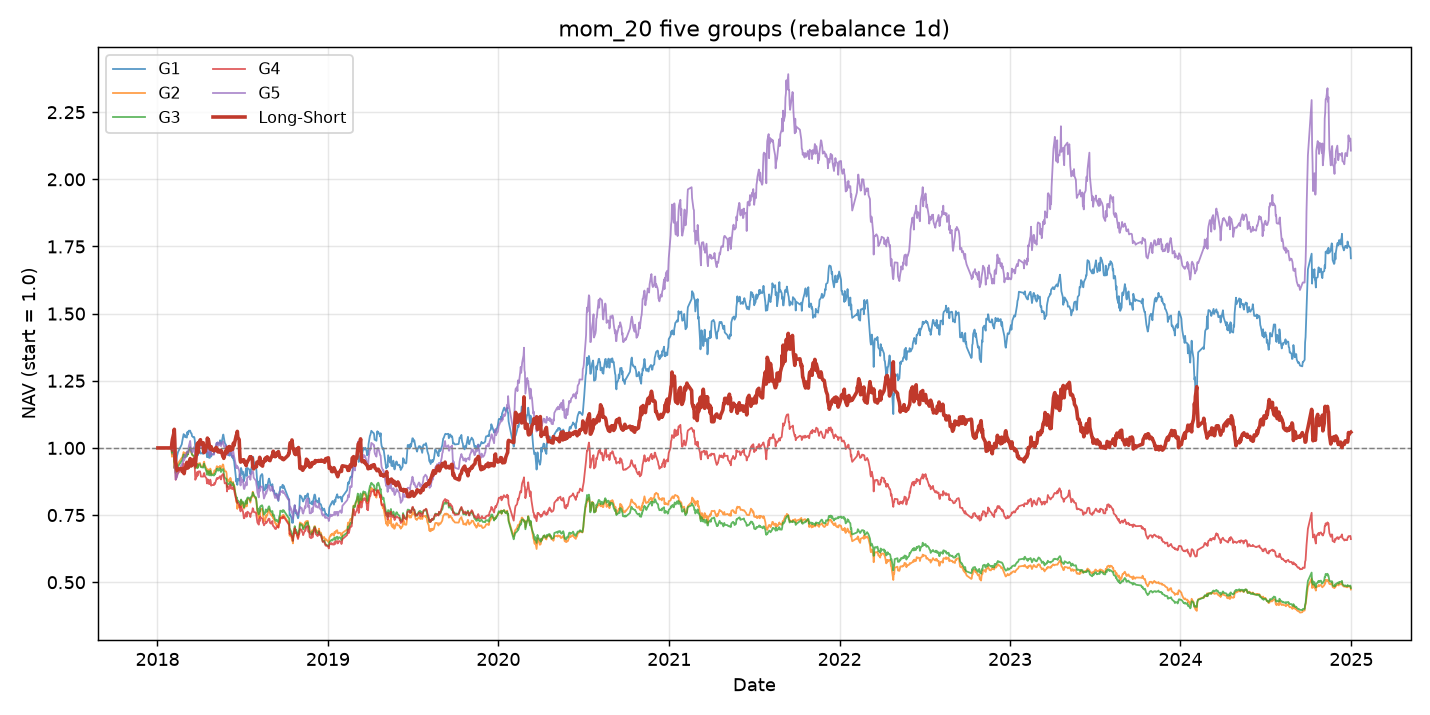 mom_20 five groups (rebalance 1d)
G1
G2
G3
G4
G5
Long-Short
NAV (start = 1.0)
2.25
2.00
1.75
1.50
1.25
1.00
0.75
0.50
2018 2019 2020 2021 2022 2023 2024 2025
Date